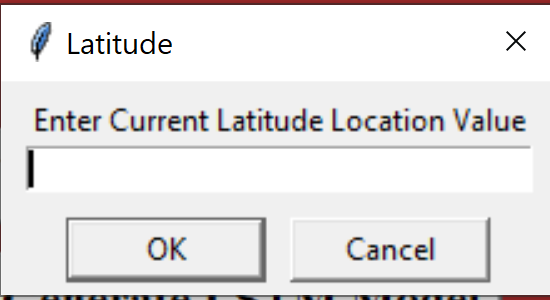 Latitude
Enter Current Latitude Location Value
OK
Cancel